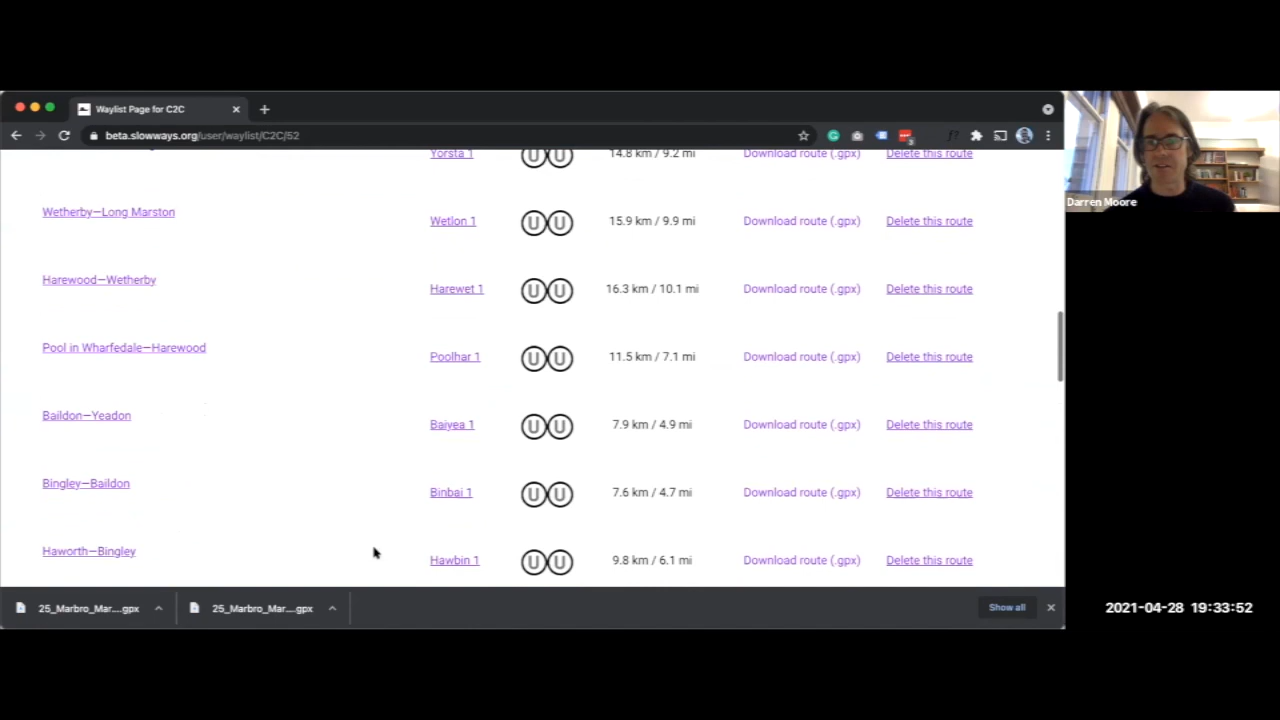 Waylist Page for C2C
beta.slowways.org/user/waylist/C2C/52
Yorsta 1 UU 14.8 km / 9.2 mi Download route (.gpx) Delete this route
Wetherby—Long Marston Wetlon 1 UU 15.9 km / 9.9 mi Download route (.gpx) Delete this route
Harewood—Wetherby Harewet 1 UU 16.3 km / 10.1 mi Download route (.gpx) Delete this route
Pool in Wharfedale—Harewood Poolhar 1 UU 11.5 km / 7.1 mi Download route (.gpx) Delete this route
Baildon—Yeadon Baiyea 1 UU 7.9 km / 4.9 mi Download route (.gpx) Delete this route
Bingley—Baildon Binbai 1 UU 7.6 km / 4.7 mi Download route (.gpx) Delete this route
Haworth—Bingley Hawbin 1 UU 9.8 km / 6.1 mi Download route (.gpx) Delete this route
25_Marbro_Mar....gpx 25_Marbro_Mar....gpx Show all
Darren Moore
2021-04-28 19:33:52